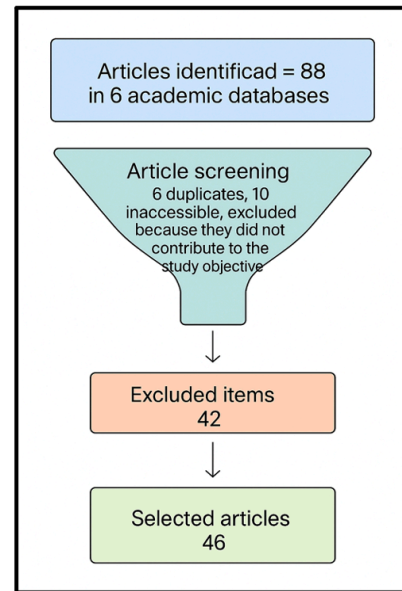 Articles identificad = 88
in 6 academic databases
Article screening
6 duplicates, 10
inaccessible, excluded
because they did not
contribute to the
study objective
Excluded items
42
Selected articles
46